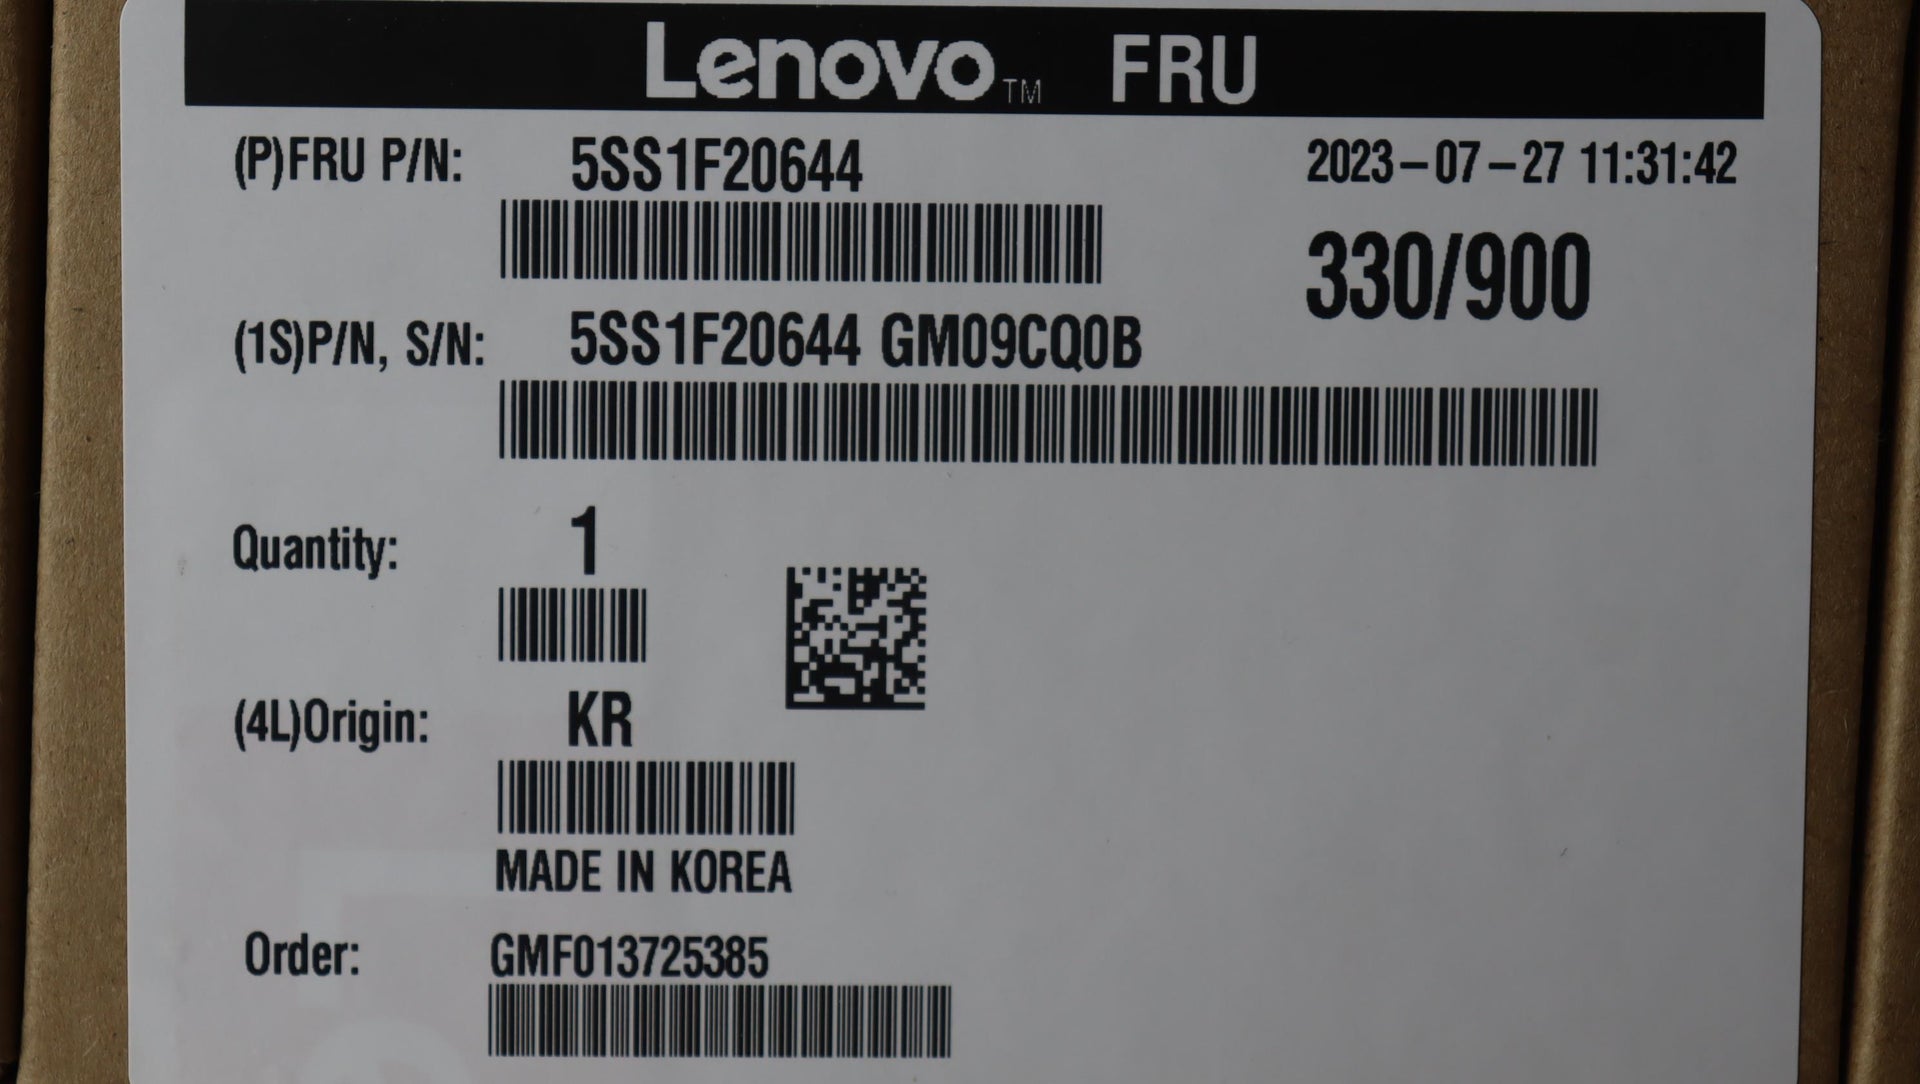 Lenovo™ FRU
(P)FRU P/N: 5SS1F20644 2023-07-27 11:31:42
330/900
(1S)P/N, S/N: 5SS1F20644 GM09CQ0B
Quantity: 1
(4L)Origin: KR
MADE IN KOREA
Order: GMF013725385